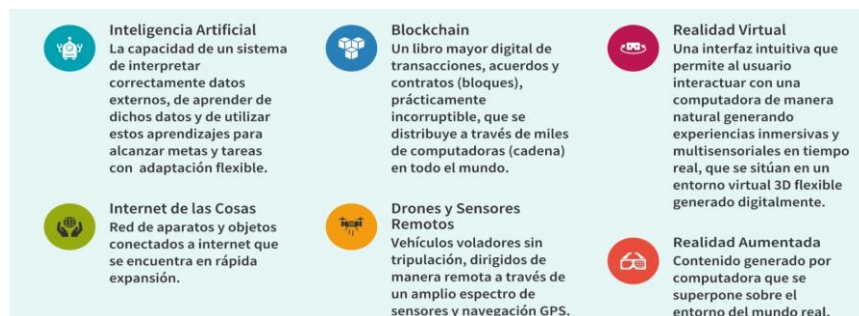 Inteligencia Artificial
La capacidad de un sistema
de interpretar
correctamente datos
externos, de aprender de
dichos datos y de utilizar
estos aprendizajes para
alcanzar metas y tareas
con adaptación flexible.
Internet de las Cosas
Red de aparatos y objetos
conectados a internet que
se encuentra en rápida
expansión.
Blockchain
Un libro mayor digital de
transacciones, acuerdos y
contratos (bloques),
prácticamente
incorruptible, que se
distribuye a través de miles
de computadoras (cadena)
en todo el mundo.
Drones y Sensores
Remotos
Vehículos voladores sin
tripulación, dirigidos de
manera remota a través de
un amplio espectro de
sensores y navegación GPS.
Realidad Virtual
Una interfaz intuitiva que
permite al usuario
interactuar con una
computadora de manera
natural generando
experiencias inmersivas y
multisensoriales en tiempo
real, que se sitúan en un
entorno virtual 3D flexible
generado digitalmente.
Realidad Aumentada
Contenido generado por
computadora que se
superpone sobre el
entorno del mundo real.